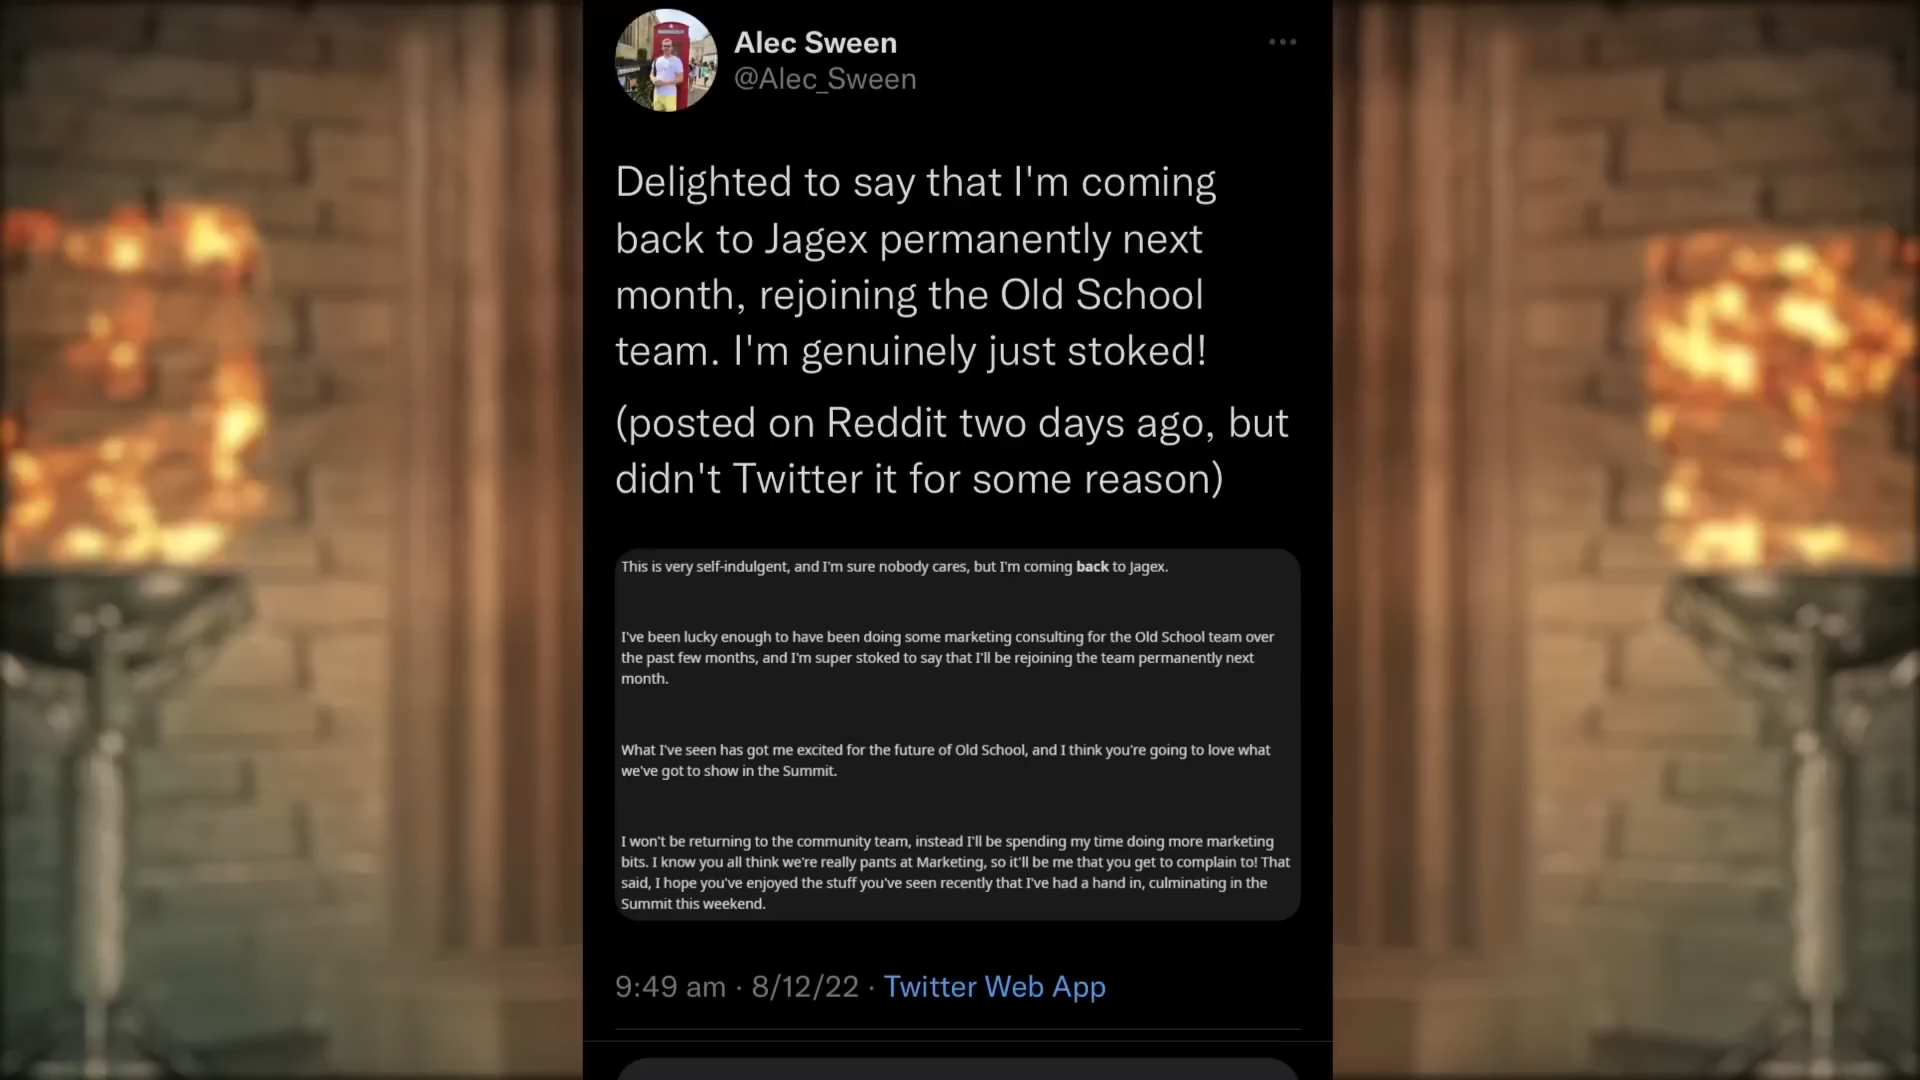 Alec Sween
@Alec_Sween
Delighted to say that I'm coming
back to Jagex permanently next
month, rejoining the Old School
team. I'm genuinely just stoked!
(posted on Reddit two days ago, but
didn't Twitter it for some reason)
This is very self-indulgent, and I'm sure nobody cares, but I'm coming back to Jagex.
I've been lucky enough to have been doing some marketing consulting for the Old School team over
the past few months, and I'm super stoked to say that I'll be rejoining the team permanently next
month.
What I've seen has got me excited for the future of Old School, and I think you're going to love what
we've got to show in the Summit.
I won't be returning to the community team, instead I'll be spending my time doing more marketing
bits. I know you all think we're really pants at Marketing, so it'll be me that you get to complain to! That
said, I hope you've enjoyed the stuff you've seen recently that I've had a hand in, culminating in the
Summit this weekend.
9:49 am · 8/12/22 · Twitter Web App